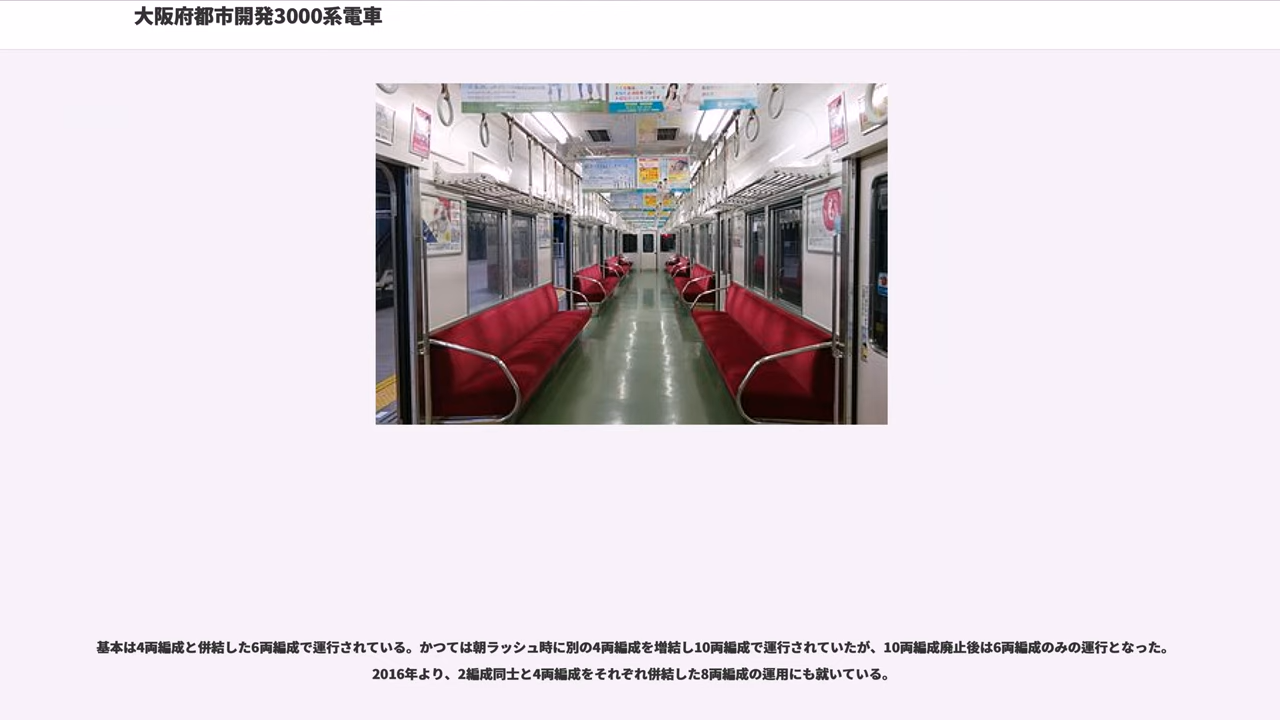 大阪府都市開発3000系電車
基本は4両編成と併結した6両編成で運行されている。かつては朝ラッシュ時に別の4両編成を増結し10両編成で運行されていたが、10両編成廃止後は6両編成のみの運行となった。
2016年より、2編成同士と4両編成をそれぞれ併結した8両編成の運用にも就いている。